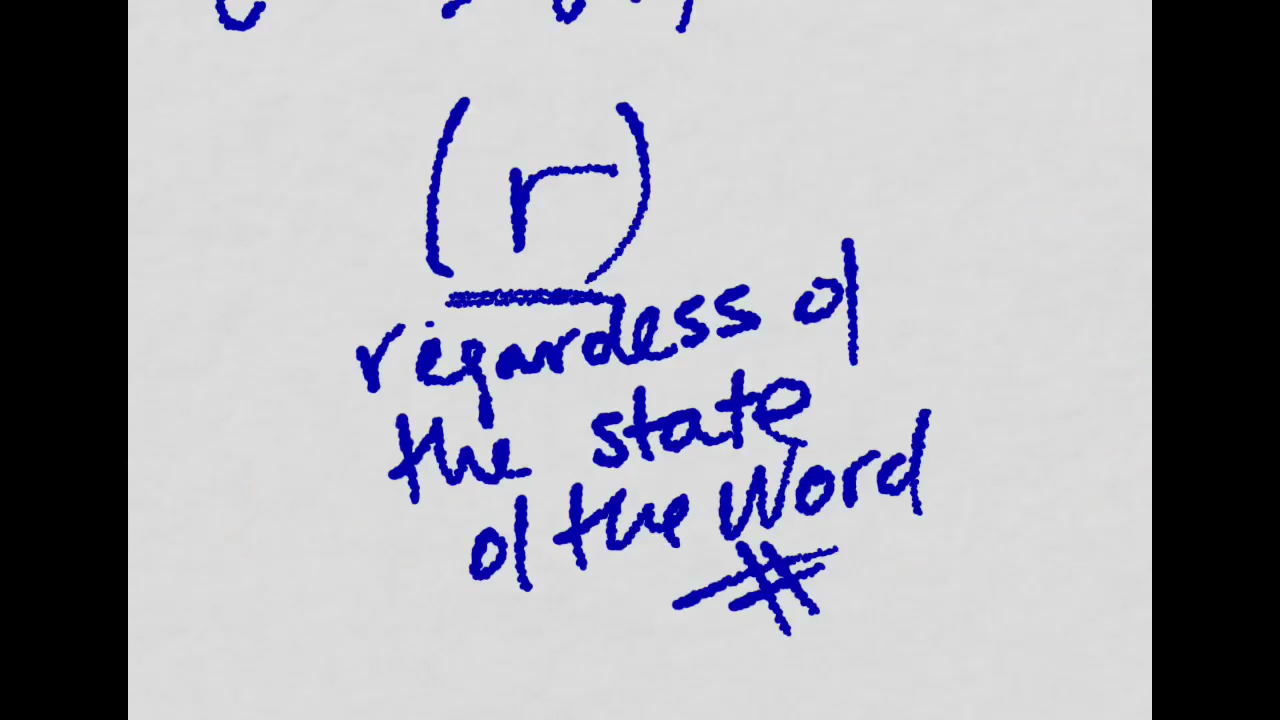 (r)
regardless of
the state
of the Word
#